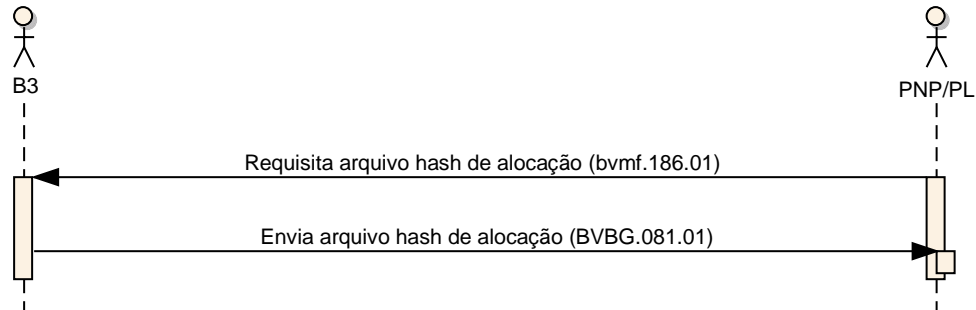 B3
PNP/PL
Requisita arquivo hash de alocação (bvmf.186.01)
Envia arquivo hash de alocação (BVBG.081.01)